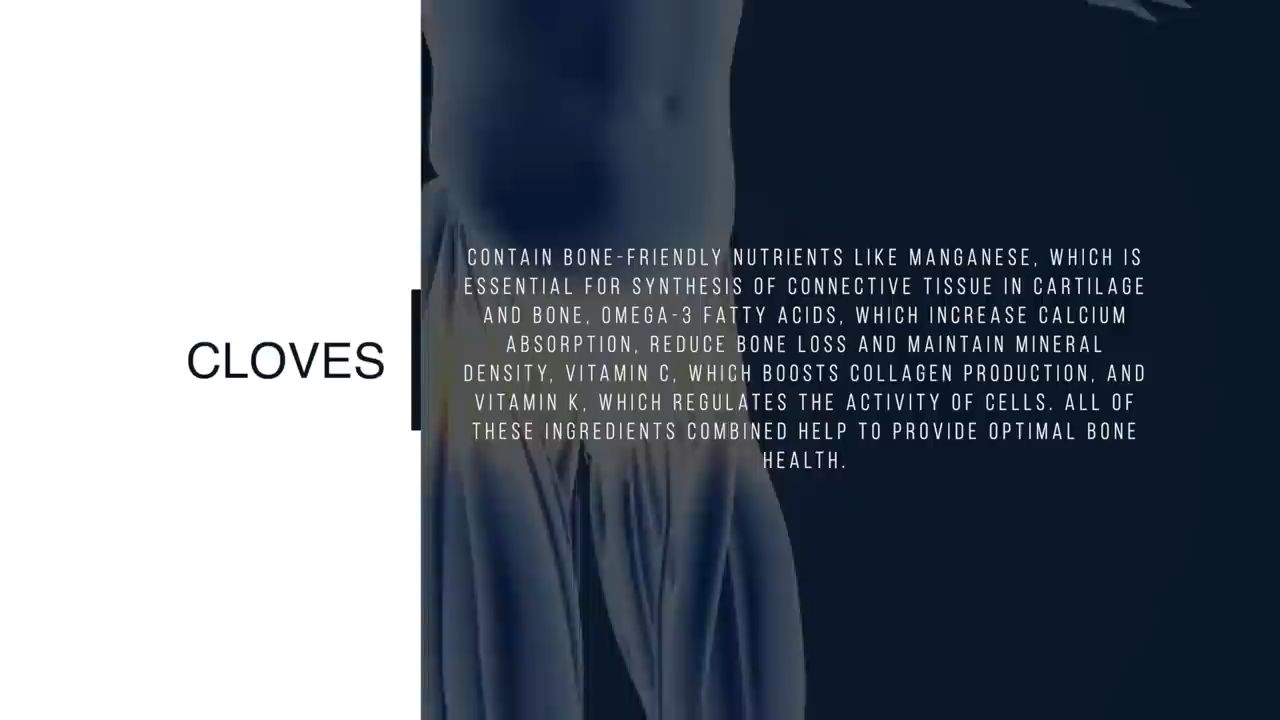 CLOVES
CONTAIN BONE-FRIENDLY NUTRIENTS LIKE MANGANESE, WHICH IS
ESSENTIAL FOR SYNTHESIS OF CONNECTIVE TISSUE IN CARTILAGE
AND BONE, OMEGA-3 FATTY ACIDS, WHICH INCREASE CALCIUM
ABSORPTION, REDUCE BONE LOSS AND MAINTAIN MINERAL
DENSITY, VITAMIN C, WHICH BOOSTS COLLAGEN PRODUCTION, AND
VITAMIN K, WHICH REGULATES THE ACTIVITY OF CELLS. ALL OF
THESE INGREDIENTS COMBINED HELP TO PROVIDE OPTIMAL BONE
HEALTH.